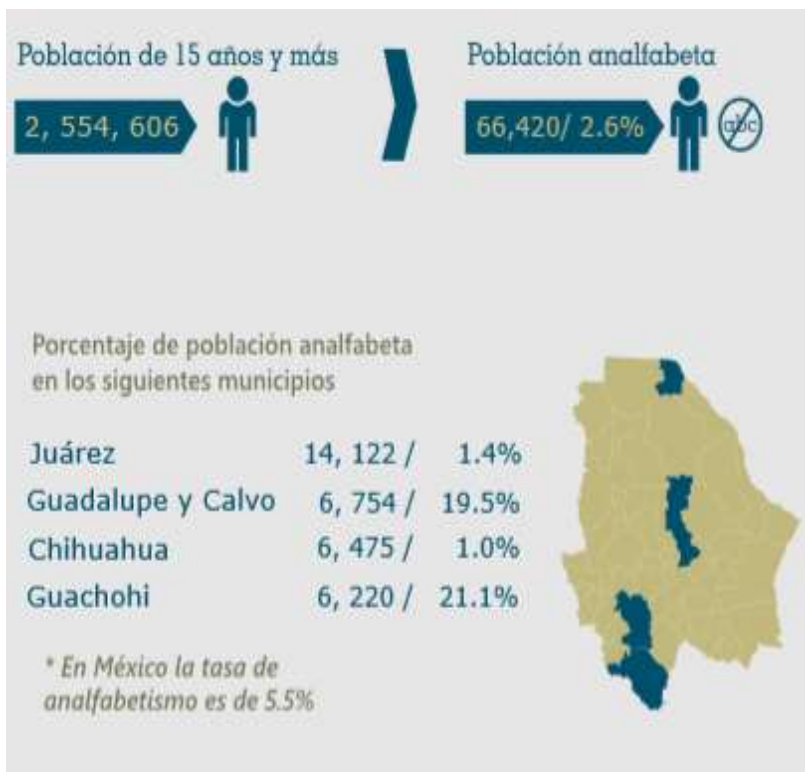 Población de 15 años y más
2, 554, 606
Población analfabeta
66,420/ 2.6%
abc
Porcentaje de población analfabeta
en los siguientes municipios
Juárez 14, 122 / 1.4%
Guadalupe y Calvo 6, 754 / 19.5%
Chihuahua 6, 475 / 1.0%
Guachohi 6, 220 / 21.1%
* En México la tasa de
analfabetismo es de 5.5%